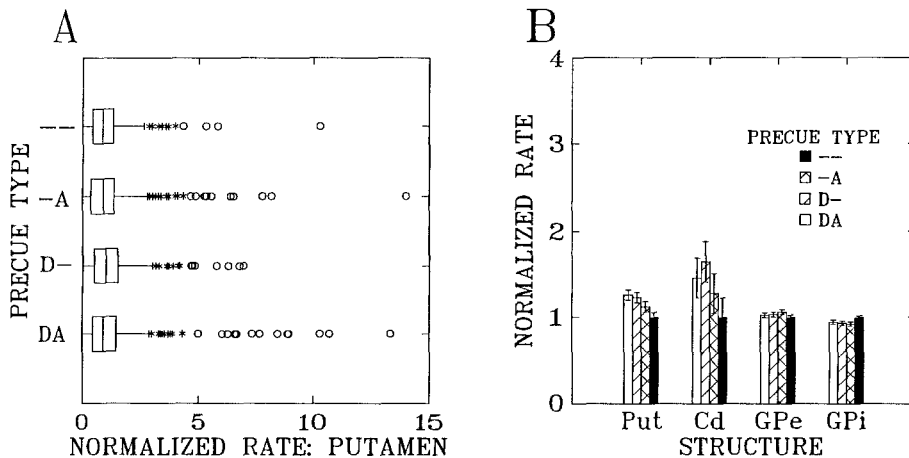 A
PRECUE TYPE
--
-A
D-
DA
0 5 10 15
NORMALIZED RATE: PUTAMEN
B
NORMALIZED RATE
4
3
2
1
0
PRECUE TYPE
--
-A
D-
DA
Put Cd GPe GPi
STRUCTURE